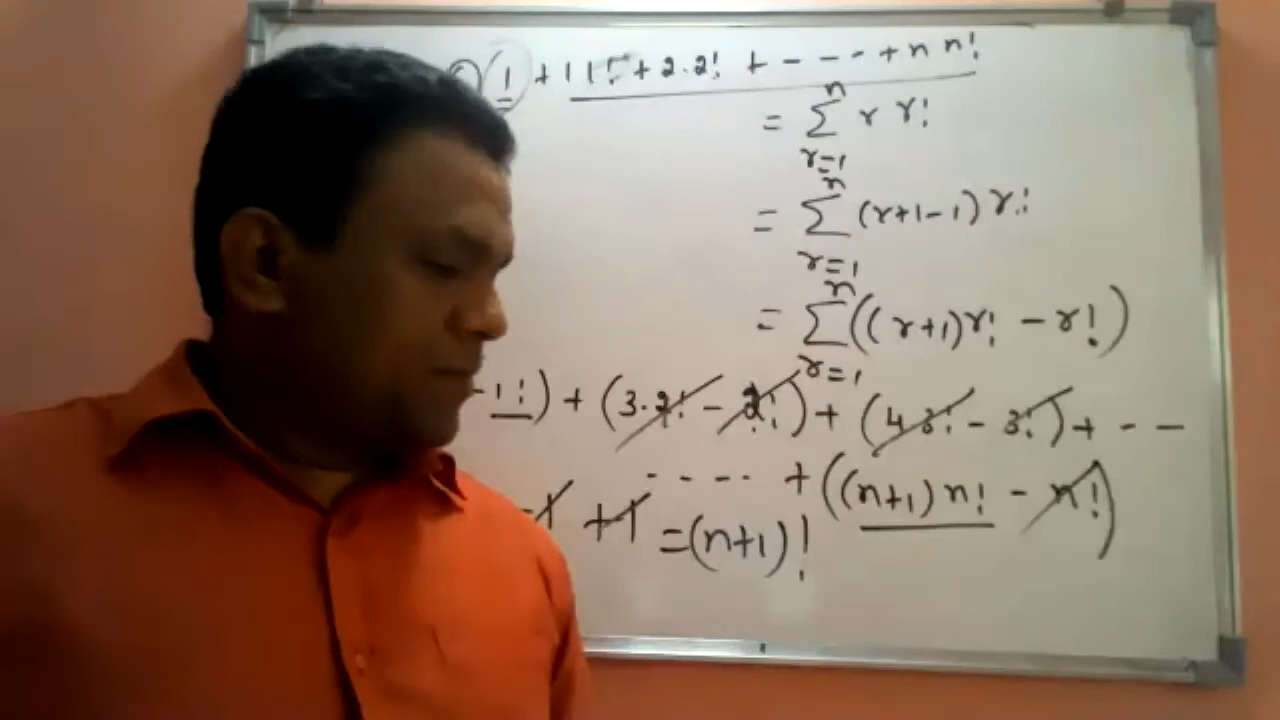 1 + 1 1! + 2.2! + - - - - + n n!
= n∑r=1 r r!
= n∑r=1 (r+1-1) r!
= n∑r=1 ((r+1)r! - r!)
-1!) + (3.2! - 2!) + (4 3! - 3!) + - -
.... + ((n+1) n! - n!)
-1 +1 = (n+1)!